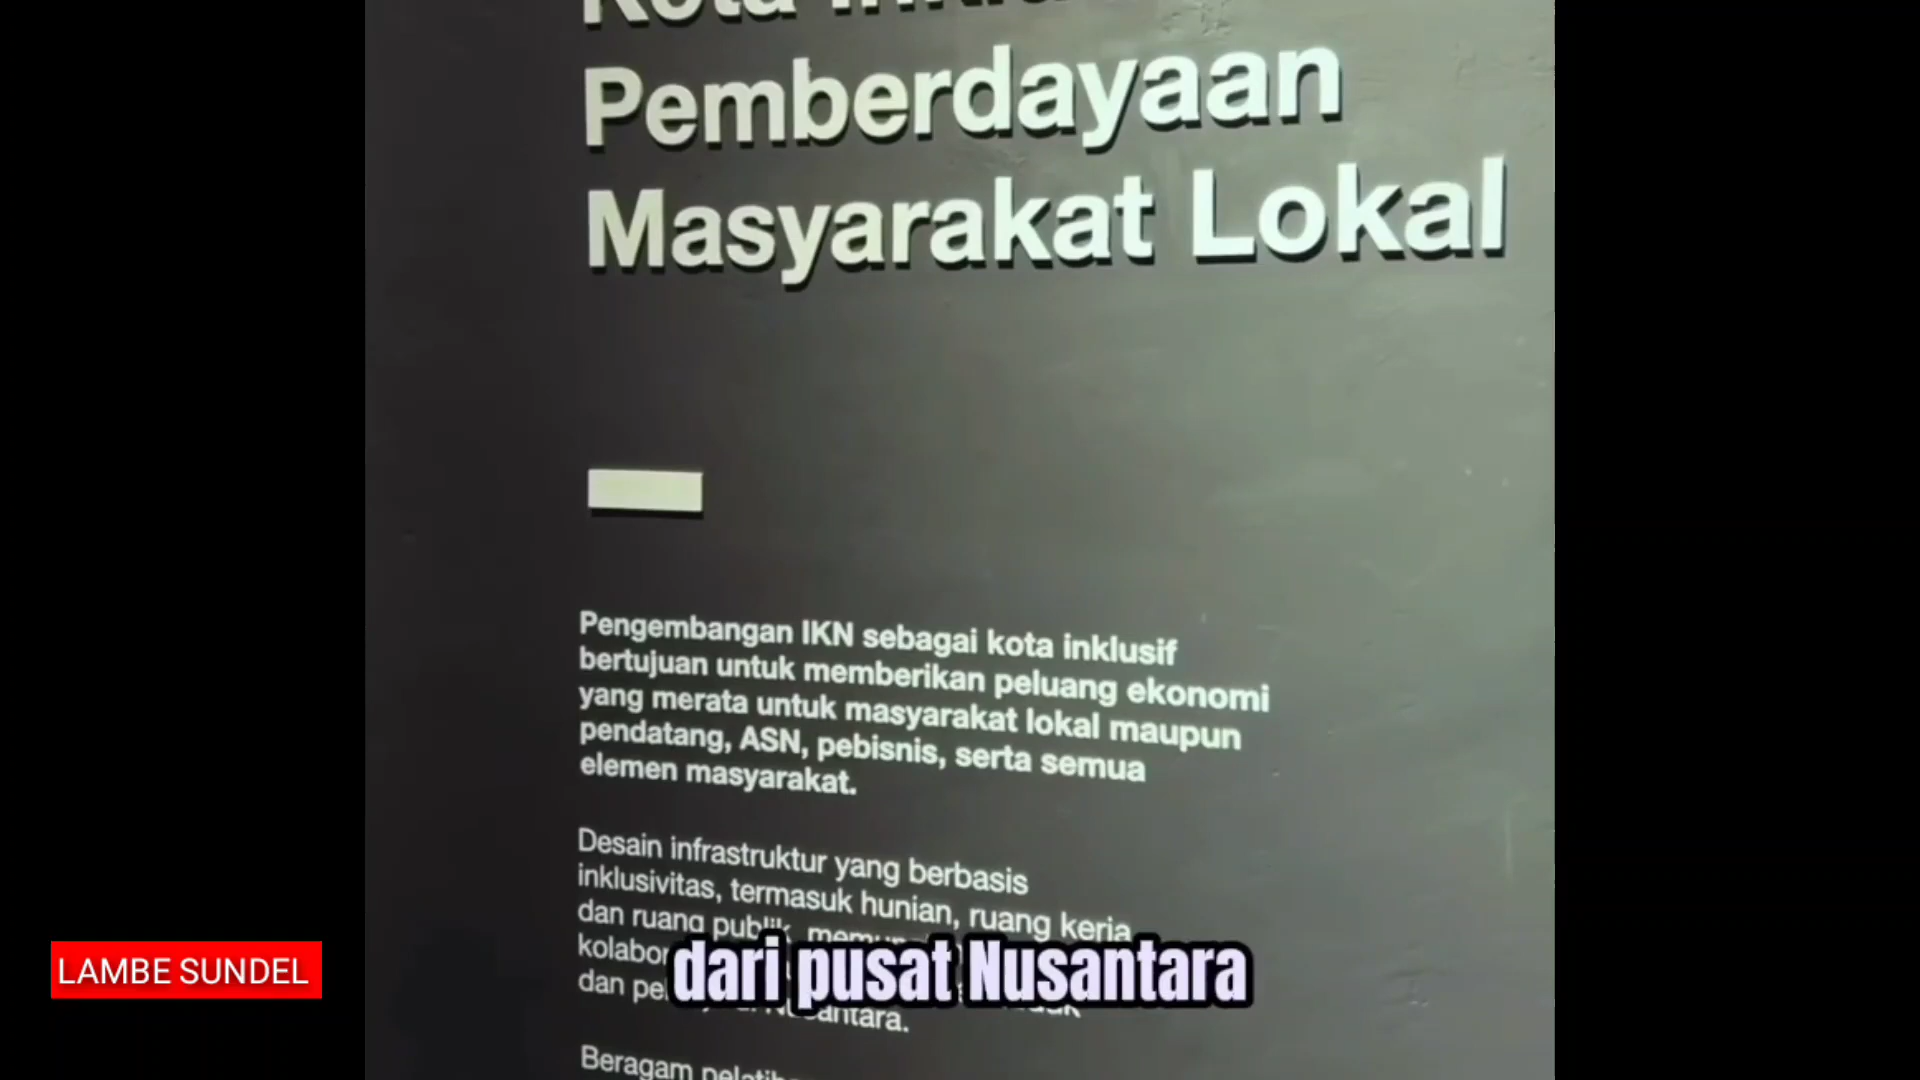 Kota
Pemberdayaan
Masyarakat Lokal
Pengembangan IKN sebagai kota inklusif
bertujuan untuk memberikan peluang ekonomi
yang merata untuk masyarakat lokal maupun
pendatang, ASN, pebisnis, serta semua
elemen masyarakat.
Desain infrastruktur yang berbasis
inklusivitas, termasuk hunian, ruang kerja
dan ruang publik,
dan
Beragam
dari pusat Nusantara
LAMBE SUNDEL